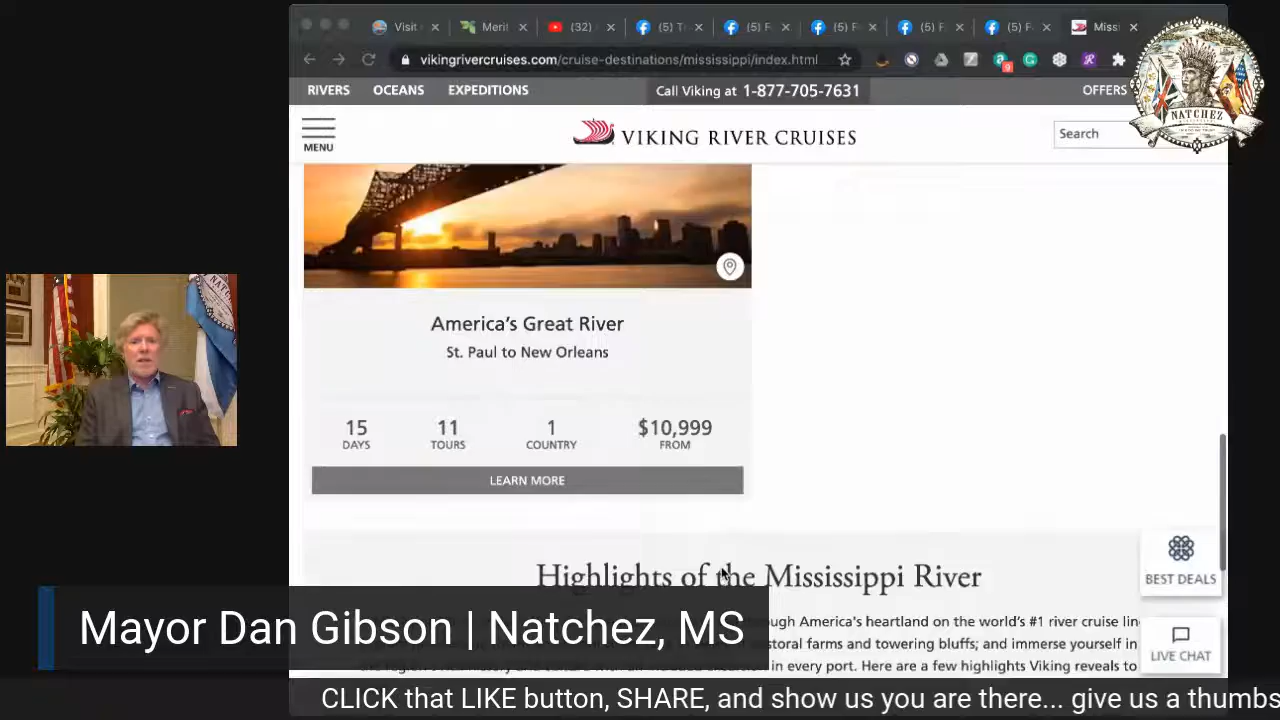 Visit
Merit
(32)
(5) T
(5) F
(5) F
(5) F
(5) F
Missi
vikingrivercruises.com/cruise-destinations/mississippi/index.html
9
RIVERS OCEANS EXPEDITIONS Call Viking at 1-877-705-7631 OFFERS
MENU
VIKING RIVER CRUISES
Search
NATCHEZ
America's Great River
St. Paul to New Orleans
15 11 1 $10,999
DAYS TOURS COUNTRY FROM
LEARN MORE
Highlights of the Mississippi River
BEST DEALS
ough America's heartland on the world's #1 river cruise line
storal farms and towering bluffs; and immerse yourself in
in every port. Here are a few highlights Viking reveals to
LIVE CHAT
Mayor Dan Gibson | Natchez, MS
CLICK that LIKE button, SHARE, and show us you are there... give us a thumbs